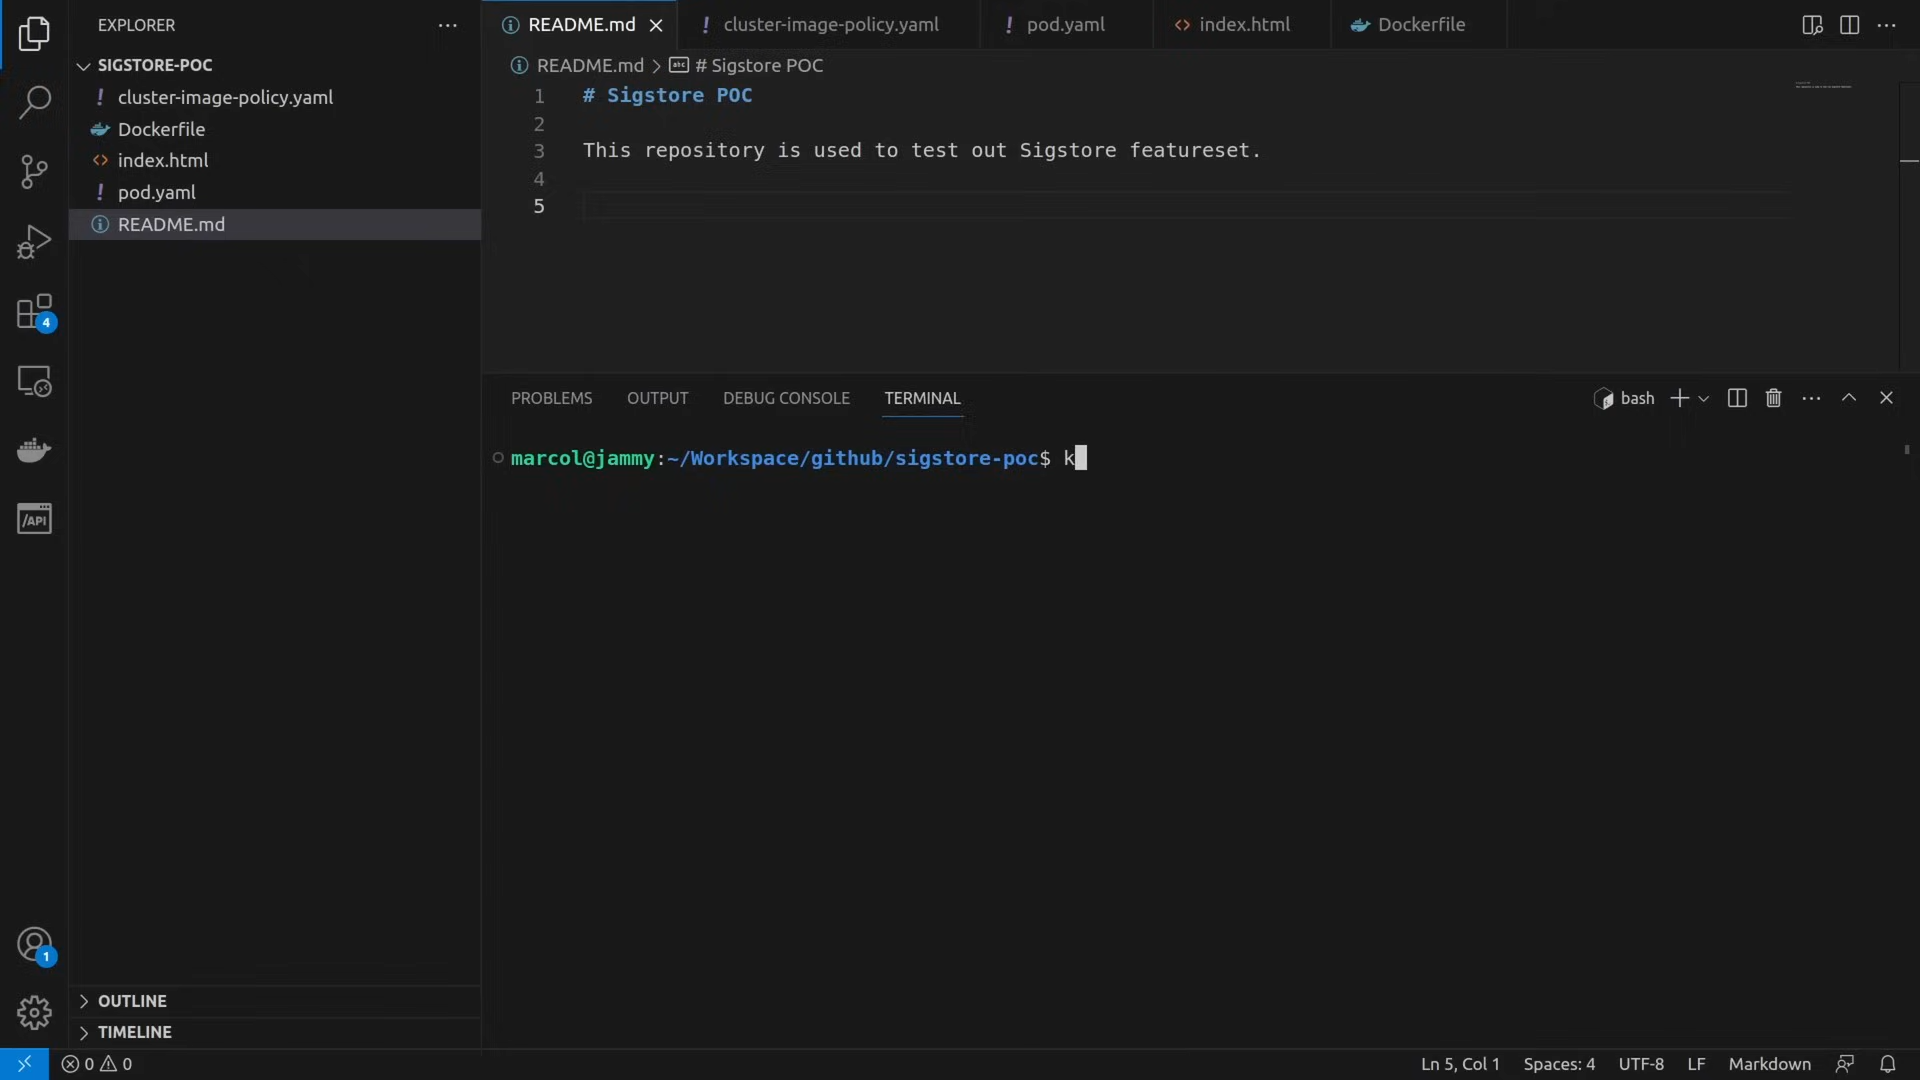 EXPLORER
SIGSTORE-POC
! cluster-image-policy.yaml
Dockerfile
<> index.html
! pod.yaml
README.md
4
/API
1
OUTLINE
TIMELINE
README.md
! cluster-image-policy.yaml
! pod.yaml
<> index.html
Dockerfile
README.md > abc # Sigstore POC
1 # Sigstore POC
2
3 This repository is used to test out Sigstore featureset.
4
5
PROBLEMS OUTPUT DEBUG CONSOLE TERMINAL
bash
marcol@jammy:~/Workspace/github/sigstore-poc$ k
0 0
Ln 5, Col 1 Spaces: 4 UTF-8 LF Markdown